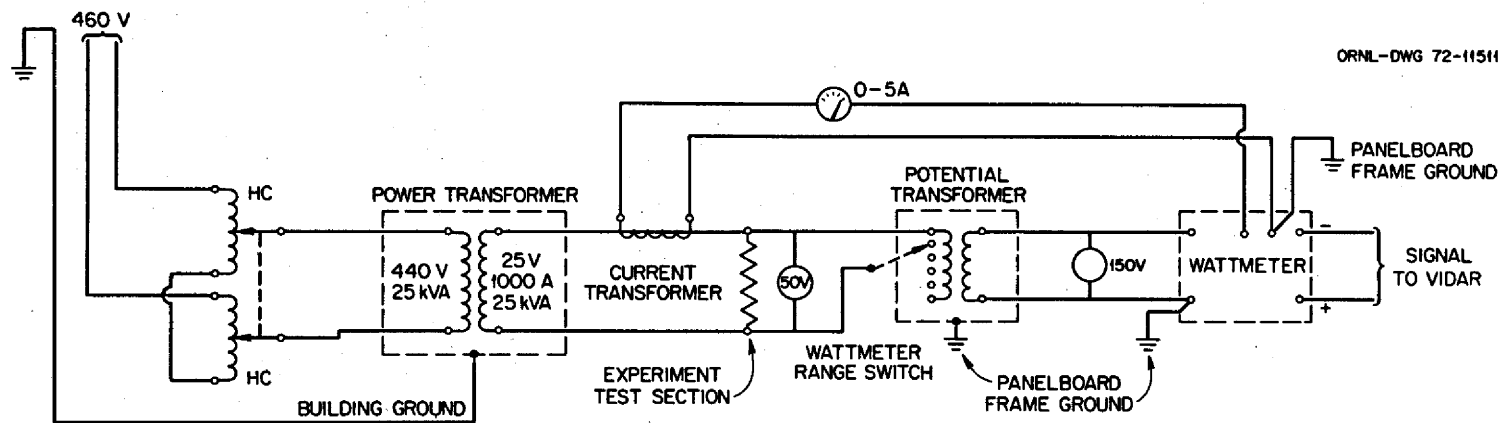 460 V
ORNL-DWG 72-11511
0-5A
PANELBOARD
FRAME GROUND
HC
POWER TRANSFORMER
POTENTIAL
TRANSFORMER
440 V
25 kVA
25 V
1000 A
25 kVA
CURRENT
TRANSFORMER
50V
150V
WATTMETER
-
+
SIGNAL
TO VIDAR
HC
BUILDING GROUND
EXPERIMENT
TEST SECTION
WATTMETER
RANGE SWITCH
PANELBOARD
FRAME GROUND